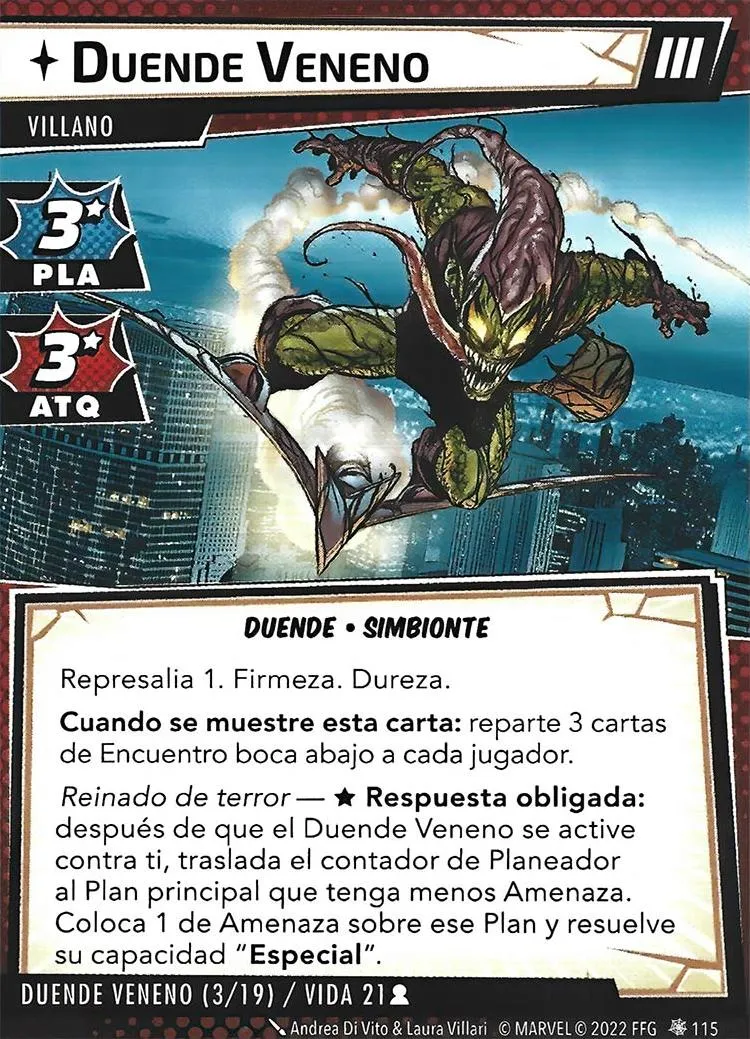 DUENDE VENENO
III
VILLANO
3★
PLA
3★
ATQ
DUENDE • SIMBIONTE
Represalia 1. Firmeza. Dureza.
Cuando se muestre esta carta: reparte 3 cartas
de Encuentro boca abajo a cada jugador.
Reinado de terror — ★ Respuesta obligada:
después de que el Duende Veneno se active
contra ti, traslada el contador de Planeador
al Plan principal que tenga menos Amenaza.
Coloca 1 de Amenaza sobre ese Plan y resuelve
su capacidad “Especial”.
DUENDE VENENO (3/19) / VIDA 21
Andrea Di Vito & Laura Villari © MARVEL © 2022 FFG 115